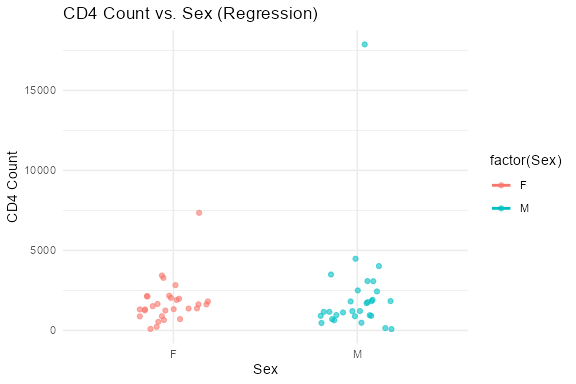 CD4 Count vs. Sex (Regression)
CD4 Count
15000
10000
5000
0
F
M
Sex
factor(Sex)
F
M